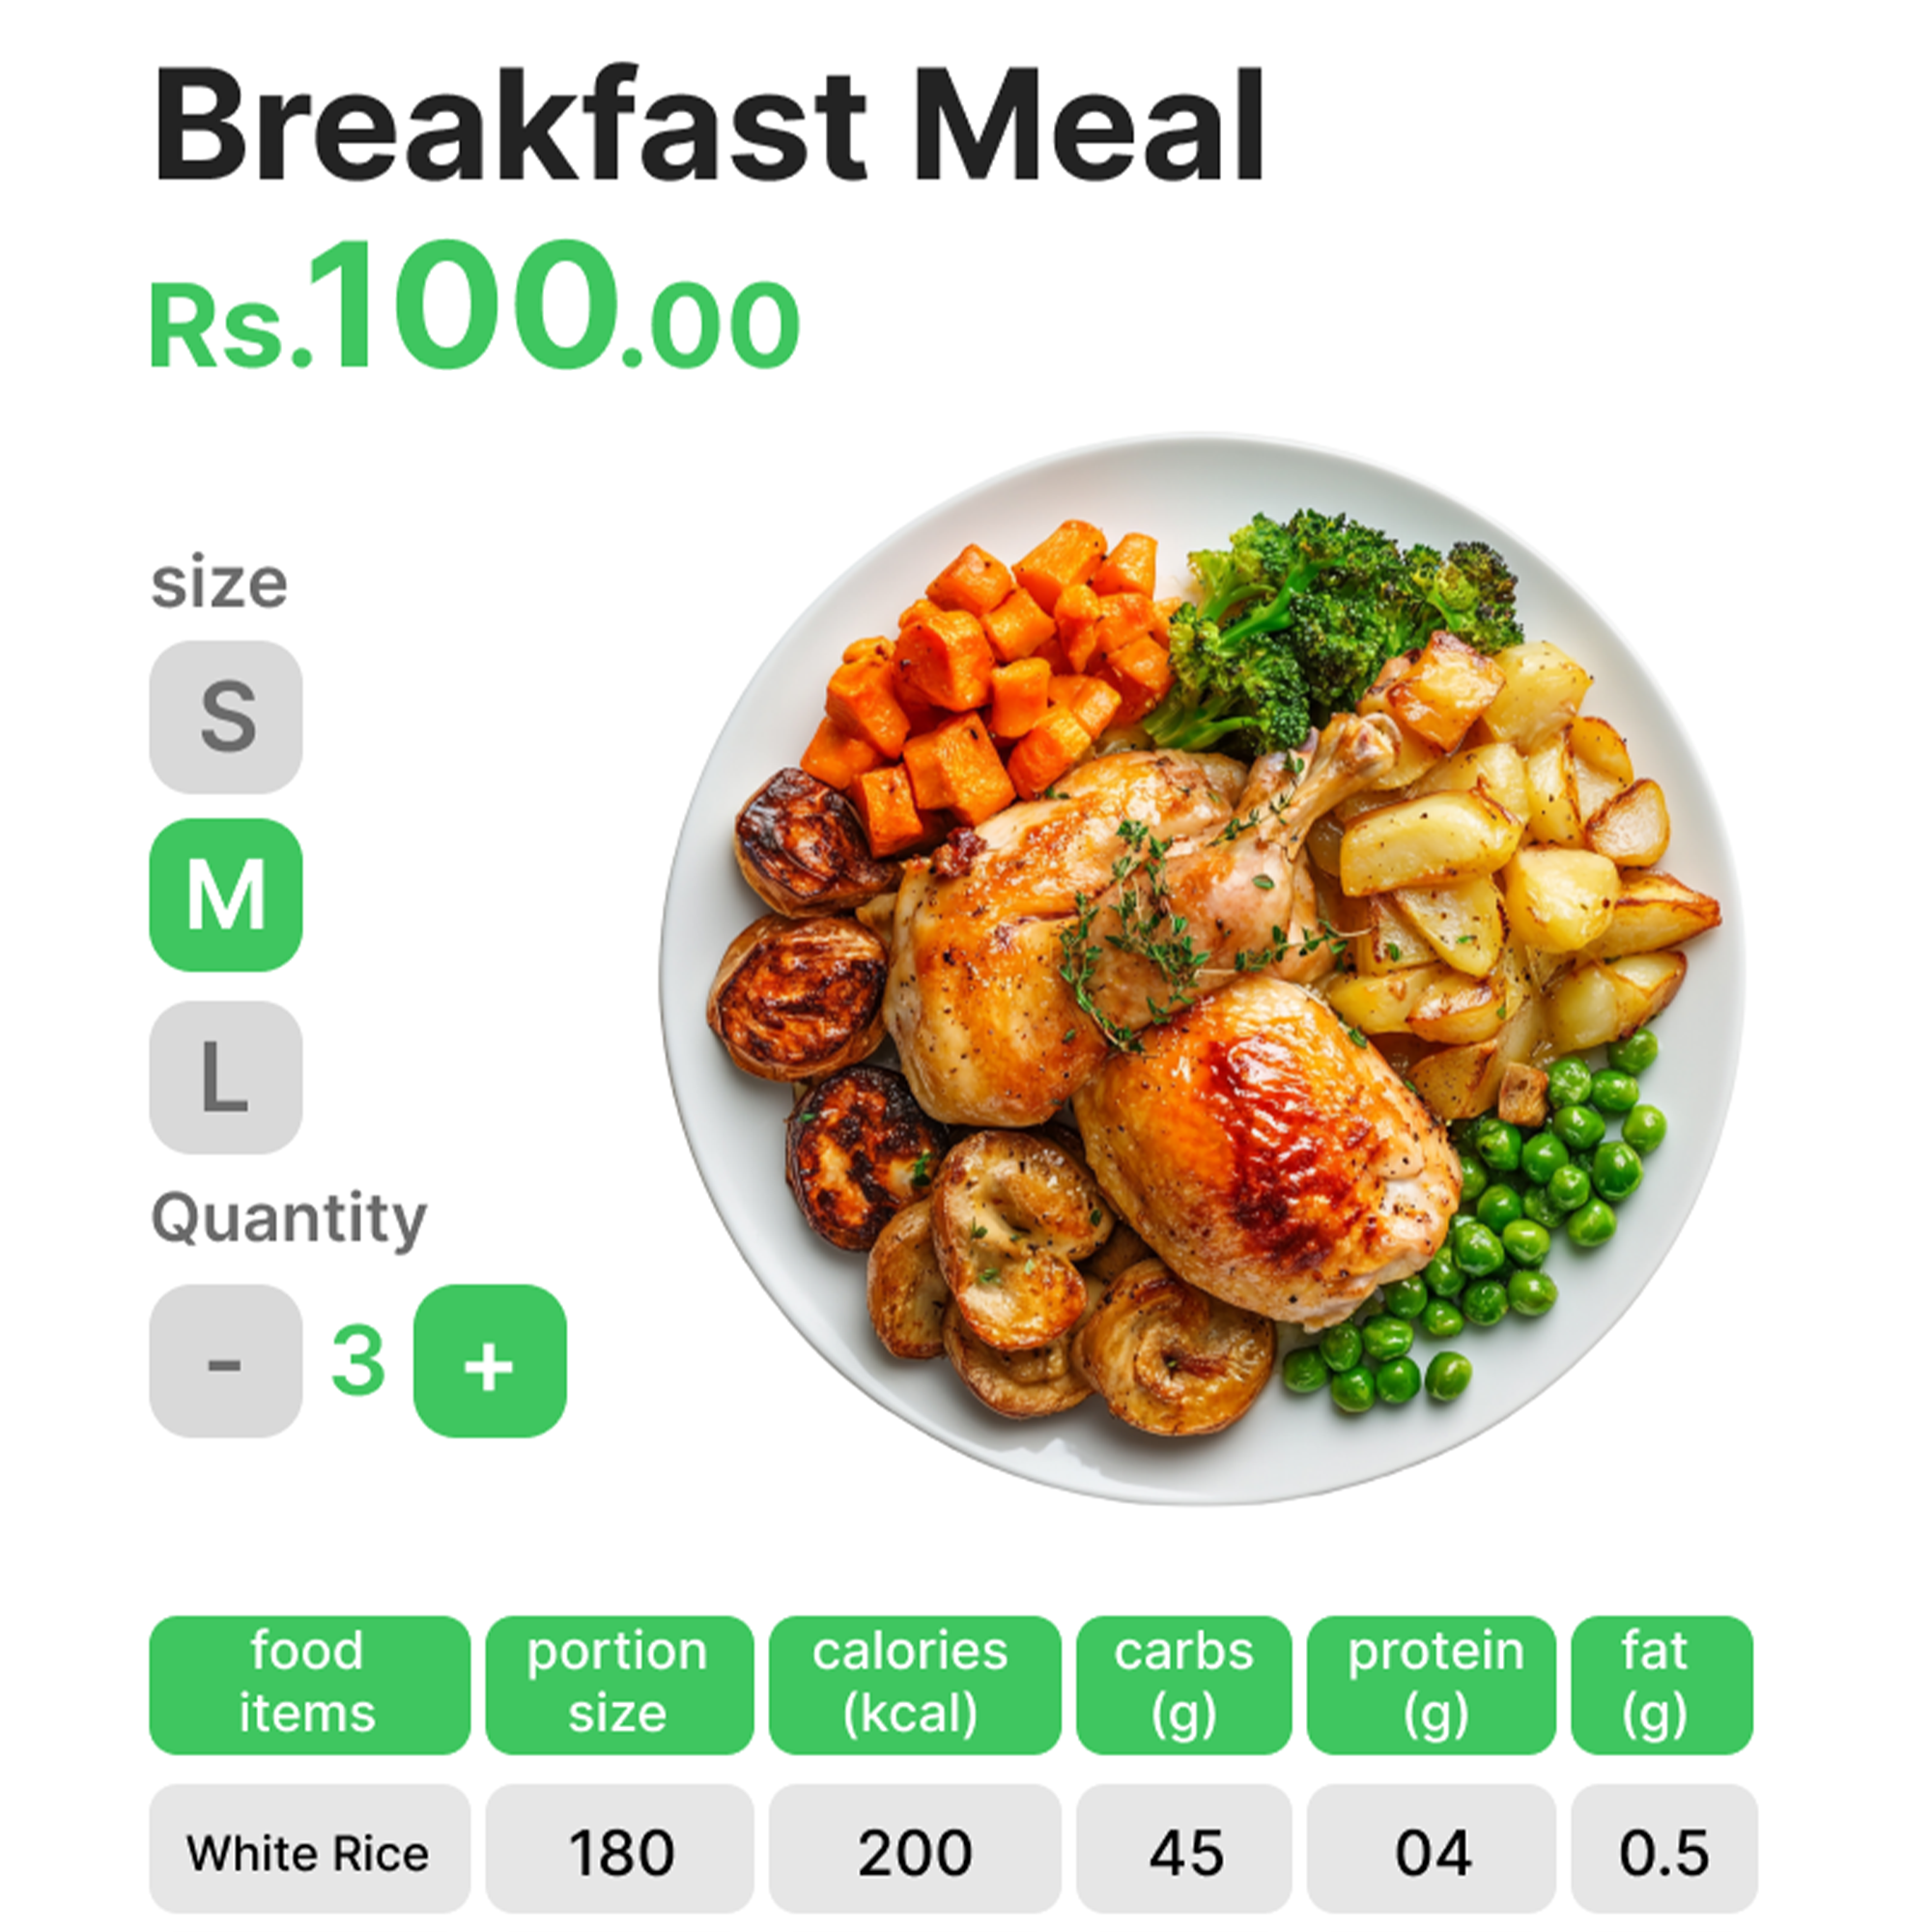 Breakfast Meal
Rs.100.00
size
S
M
L
Quantity
- 3 +
food items portion size calories (kcal) carbs (g) protein (g) fat (g)
White Rice 180 200 45 04 0.5